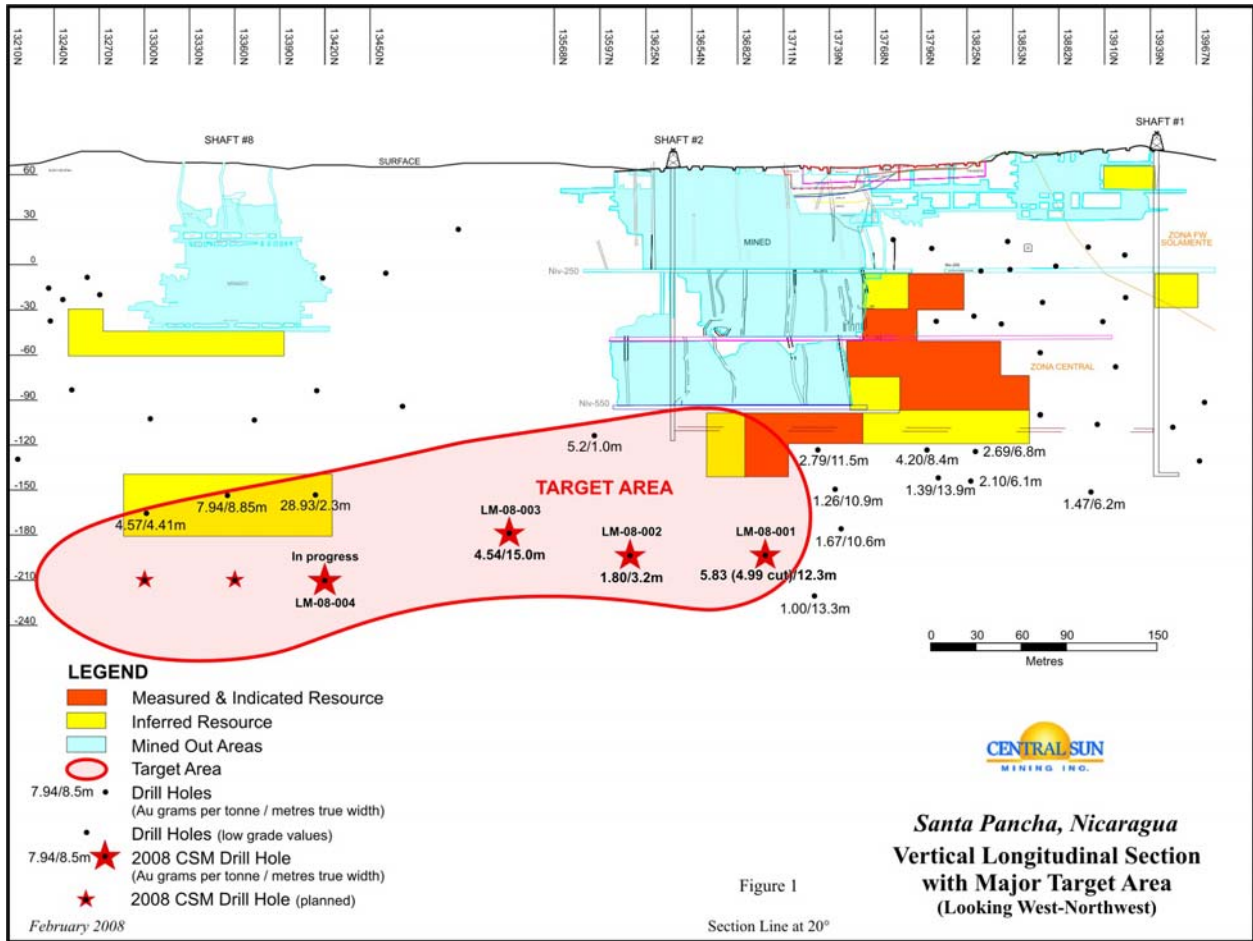 13210N
13240N
13270N
13300N
13330N
13360N
13390N
13420N
13450N
13568N
13597N
13625N
13654N
13682N
13711N
13739N
13768N
13796N
13825N
13853N
13882N
13910N
13939N
13967N
SHAFT #8
SURFACE
SHAFT #2
SHAFT #1
60
30
0
-30
-60
-90
-120
-150
-180
-210
-240
MINED
ZONA FW
SOLAMENTE
Niv-250
ZONA CENTRAL
Niv-550
5.2/1.0m
2.79/11.5m
4.20/8.4m
2.69/6.8m
TARGET AREA
1.26/10.9m
1.39/13.9m
2.10/6.1m
1.47/6.2m
7.94/8.85m
28.93/2.3m
4.57/4.41m
LM-08-003
4.54/15.0m
LM-08-002
1.80/3.2m
LM-08-001
5.83 (4.99 cut)/12.3m
1.67/10.6m
1.00/13.3m
In progress
LM-08-004
0 30 60 90 150
Metres
LEGEND
Measured & Indicated Resource
Inferred Resource
Mined Out Areas
Target Area
7.94/8.5m Drill Holes
(Au grams per tonne / metres true width)
Drill Holes (low grade values)
7.94/8.5m 2008 CSM Drill Hole
(Au grams per tonne / metres true width)
2008 CSM Drill Hole (planned)
February 2008
Figure 1
Section Line at 20°
CENTRAL SUN
MINING INC.
Santa Pancha, Nicaragua
Vertical Longitudinal Section
with Major Target Area
(Looking West-Northwest)